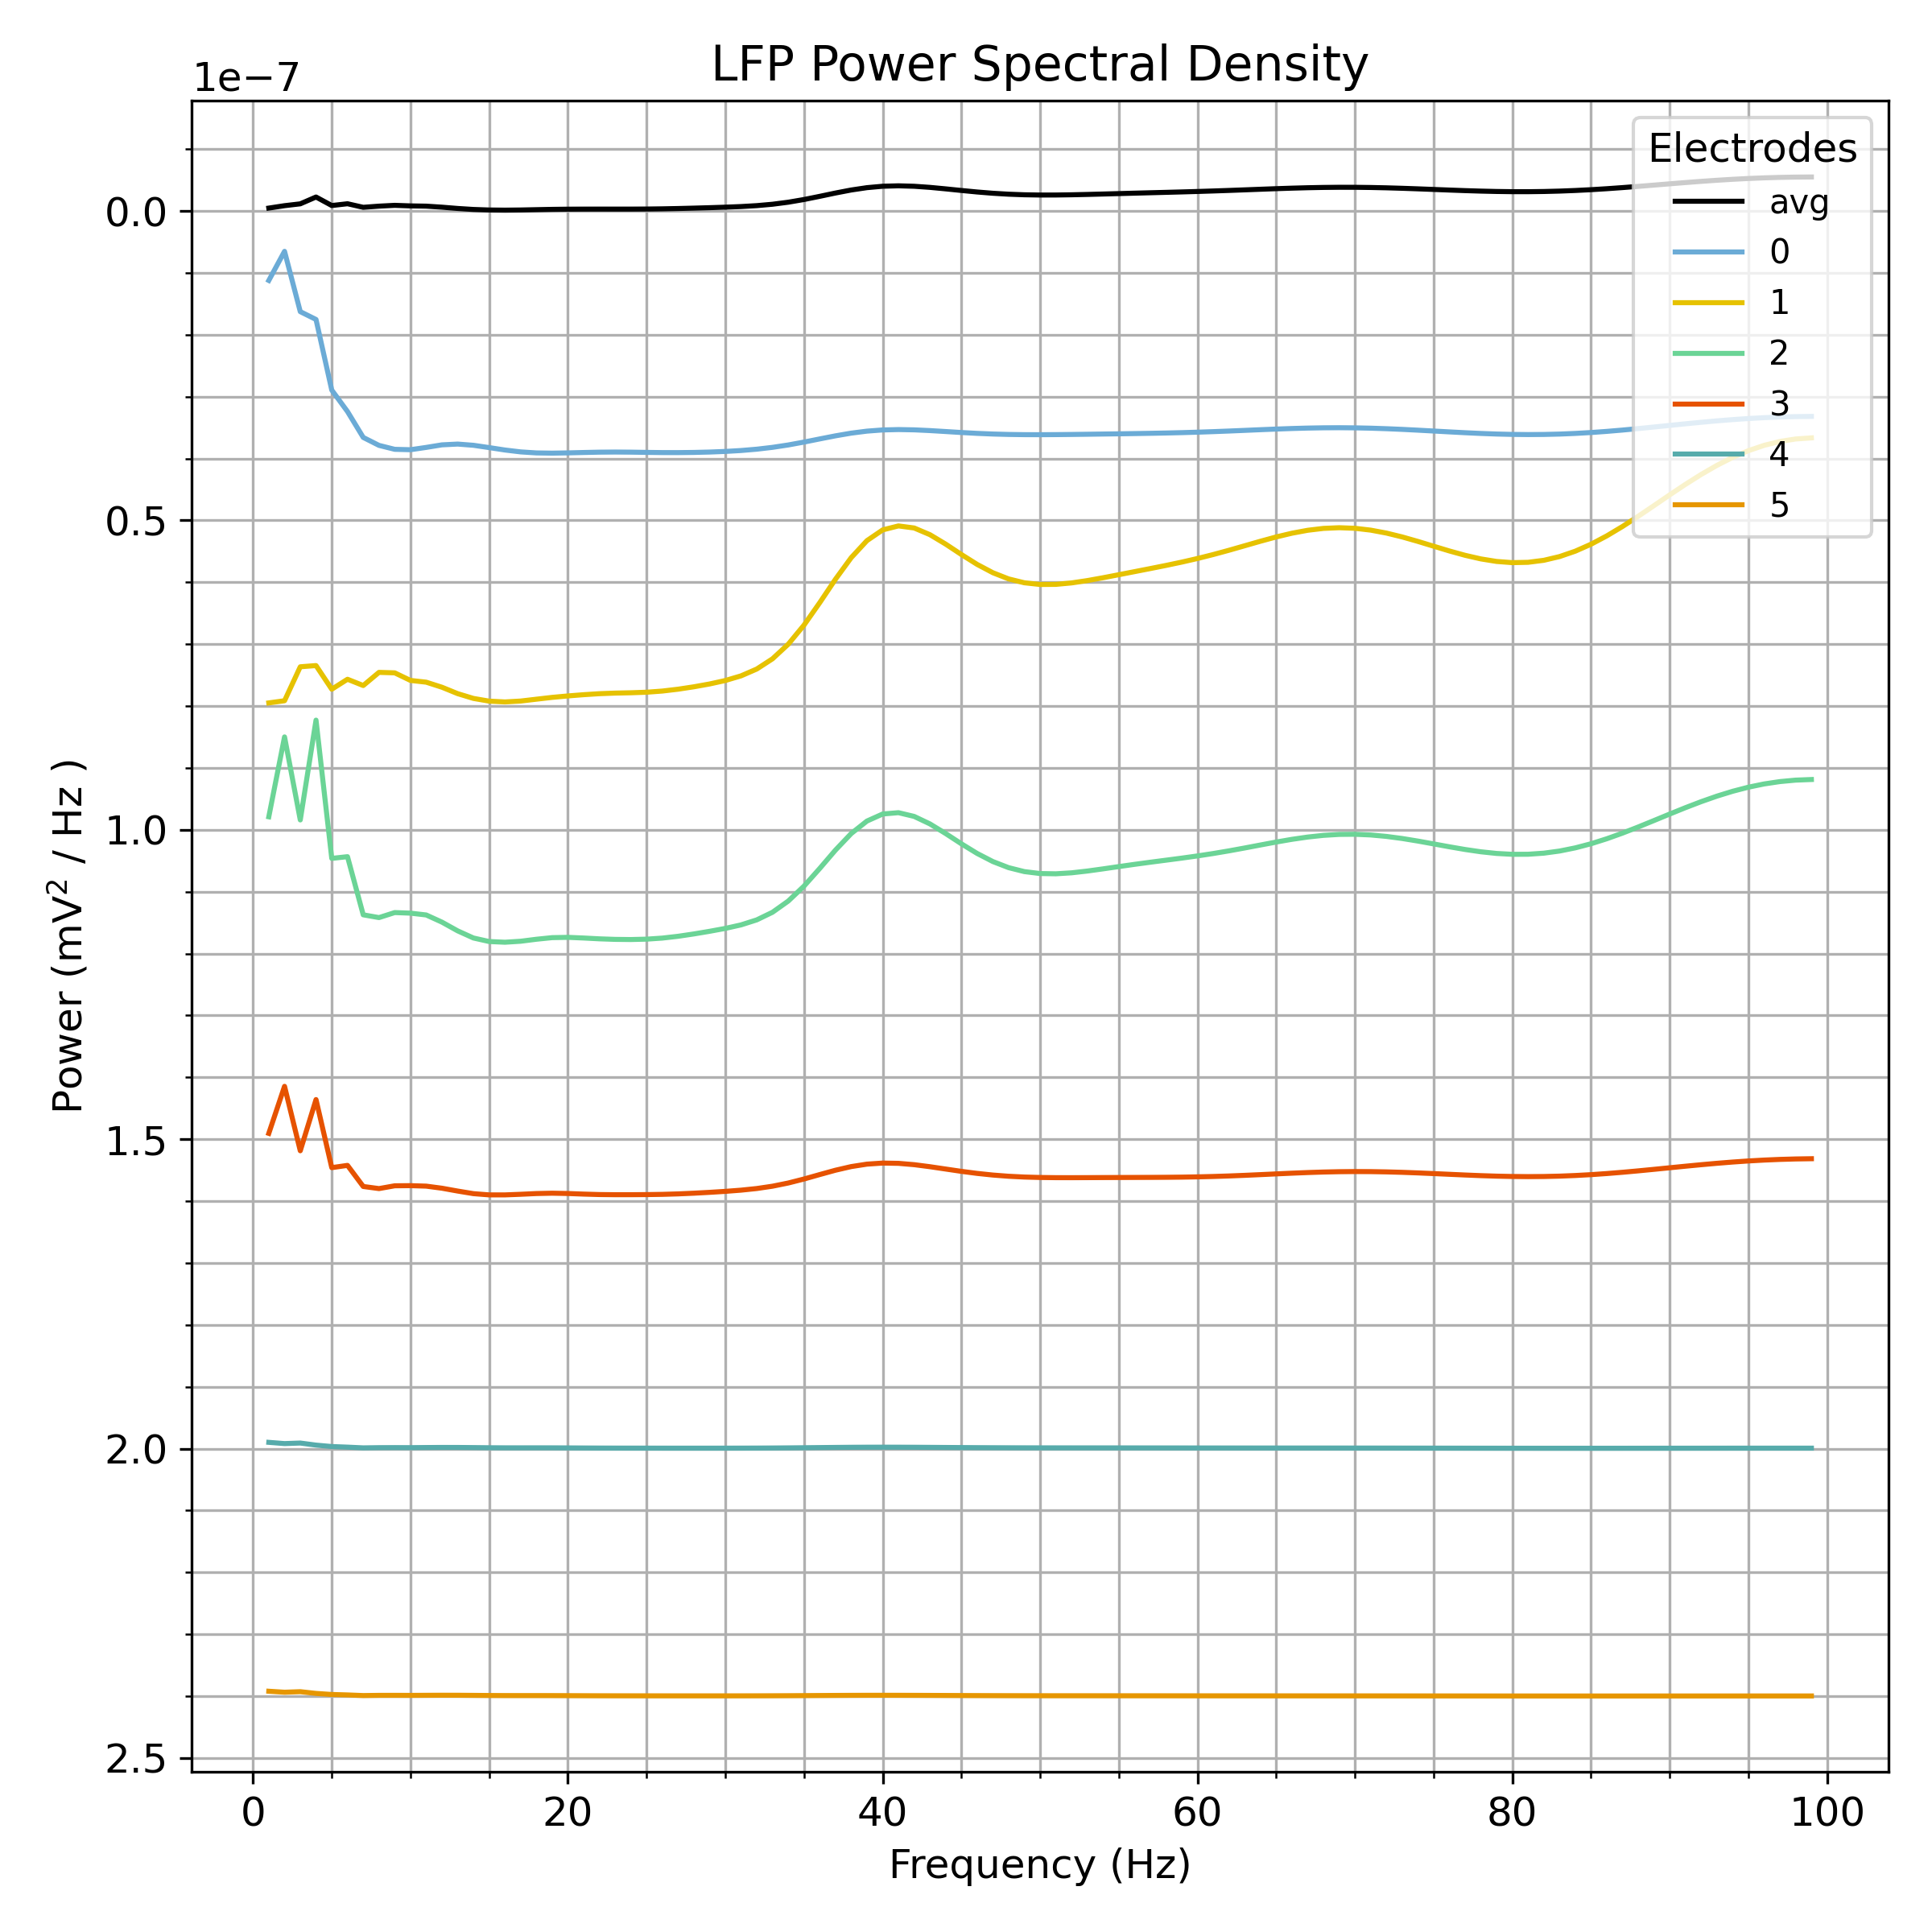 LFP Power Spectral Density
1e−7
Electrodes
avg
0
1
2
3
4
5
0.0
0.5
1.0
1.5
2.0
2.5
Power (mV² / Hz )
0 20 40 60 80 100
Frequency (Hz)